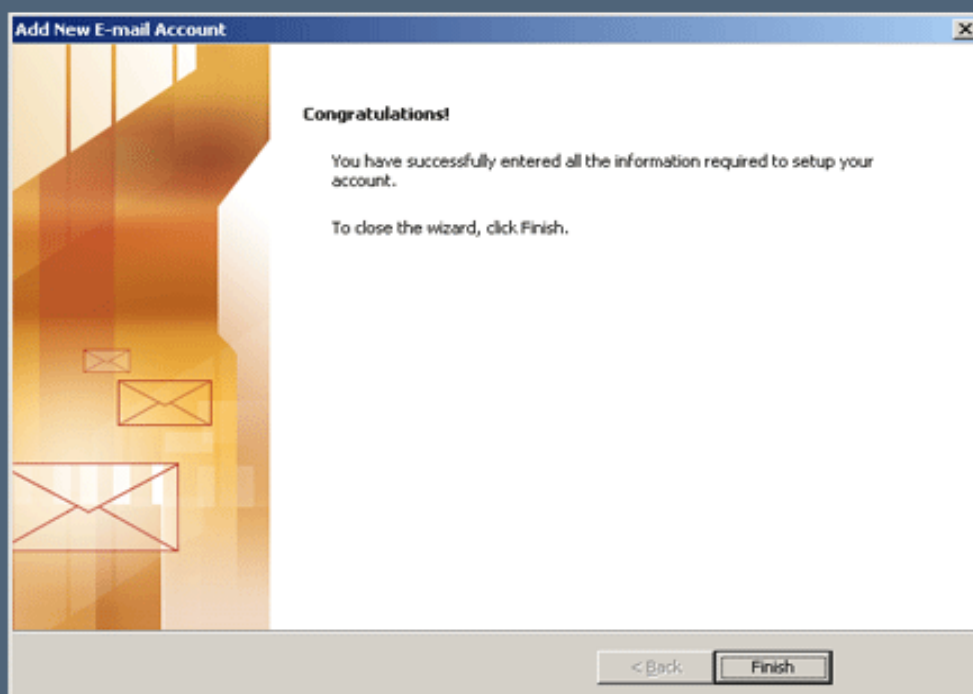 Add New E-mail Account
Congratulations!
You have successfully entered all the information required to setup your
account.
To close the wizard, click Finish.
< Back
Finish